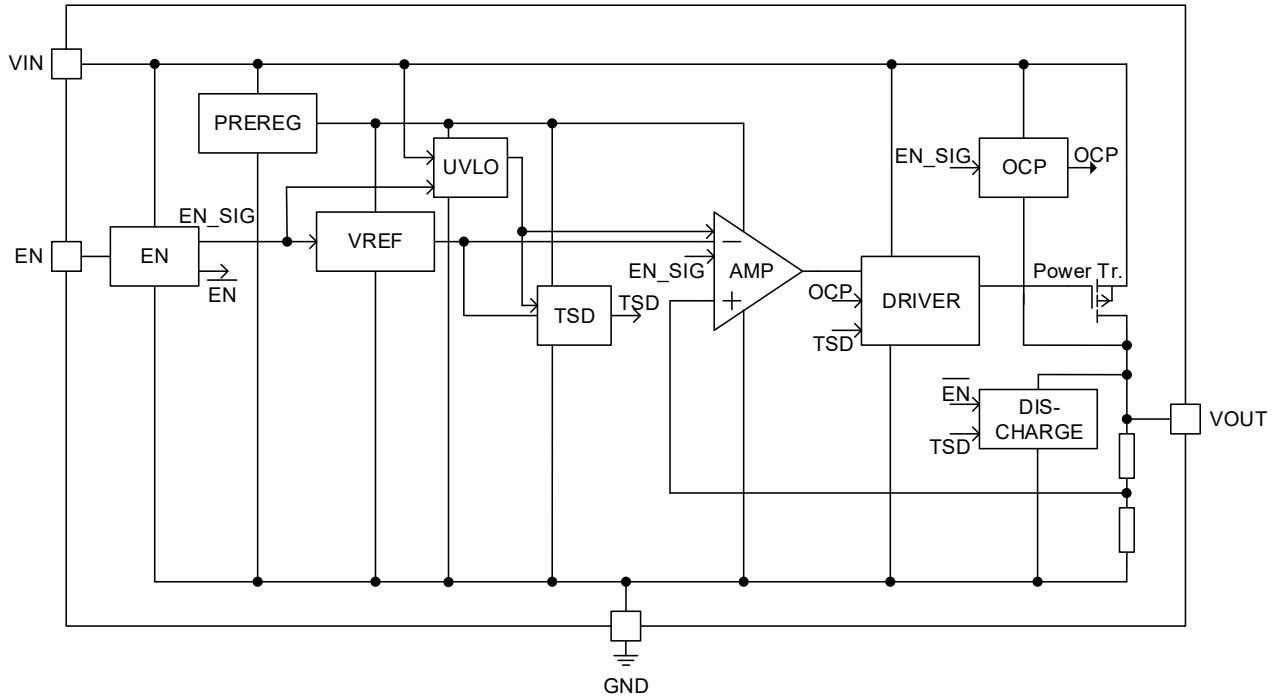 VIN
PREREG
UVLO
EN_SIG
OCP
OCP
EN_SIG
VREF
EN
EN
EN
EN_SIG
AMP
−
+
TSD
TSD
OCP
TSD
DRIVER
Power Tr.
EN
TSD
DIS-
CHARGE
VOUT
GND